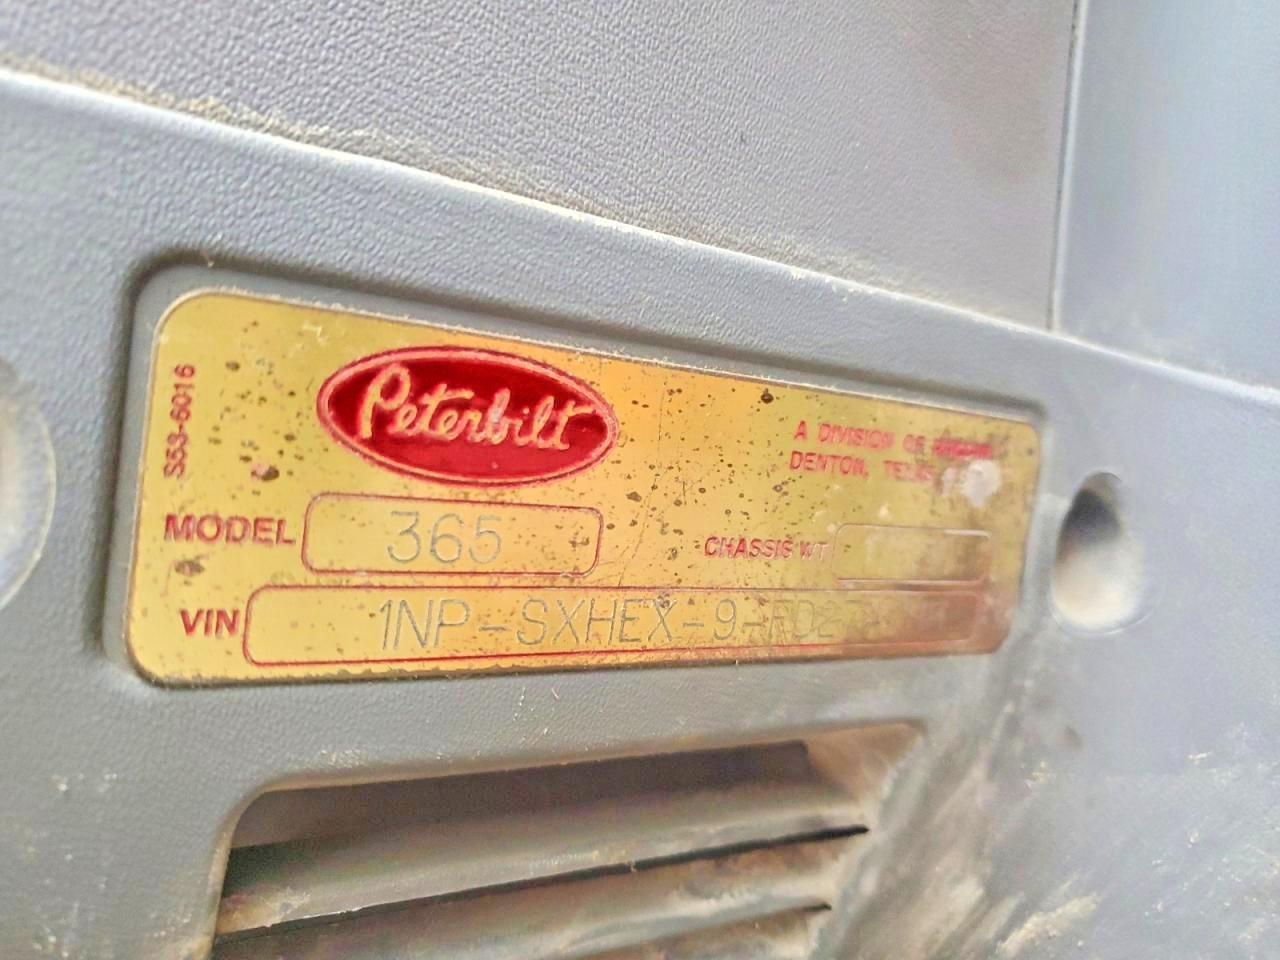 S53-6016
Peterbilt
A DIVISION OF
DENTON, TEXAS
MODEL 365
CHASSIS WT
VIN 1NP-SXHEX-9-